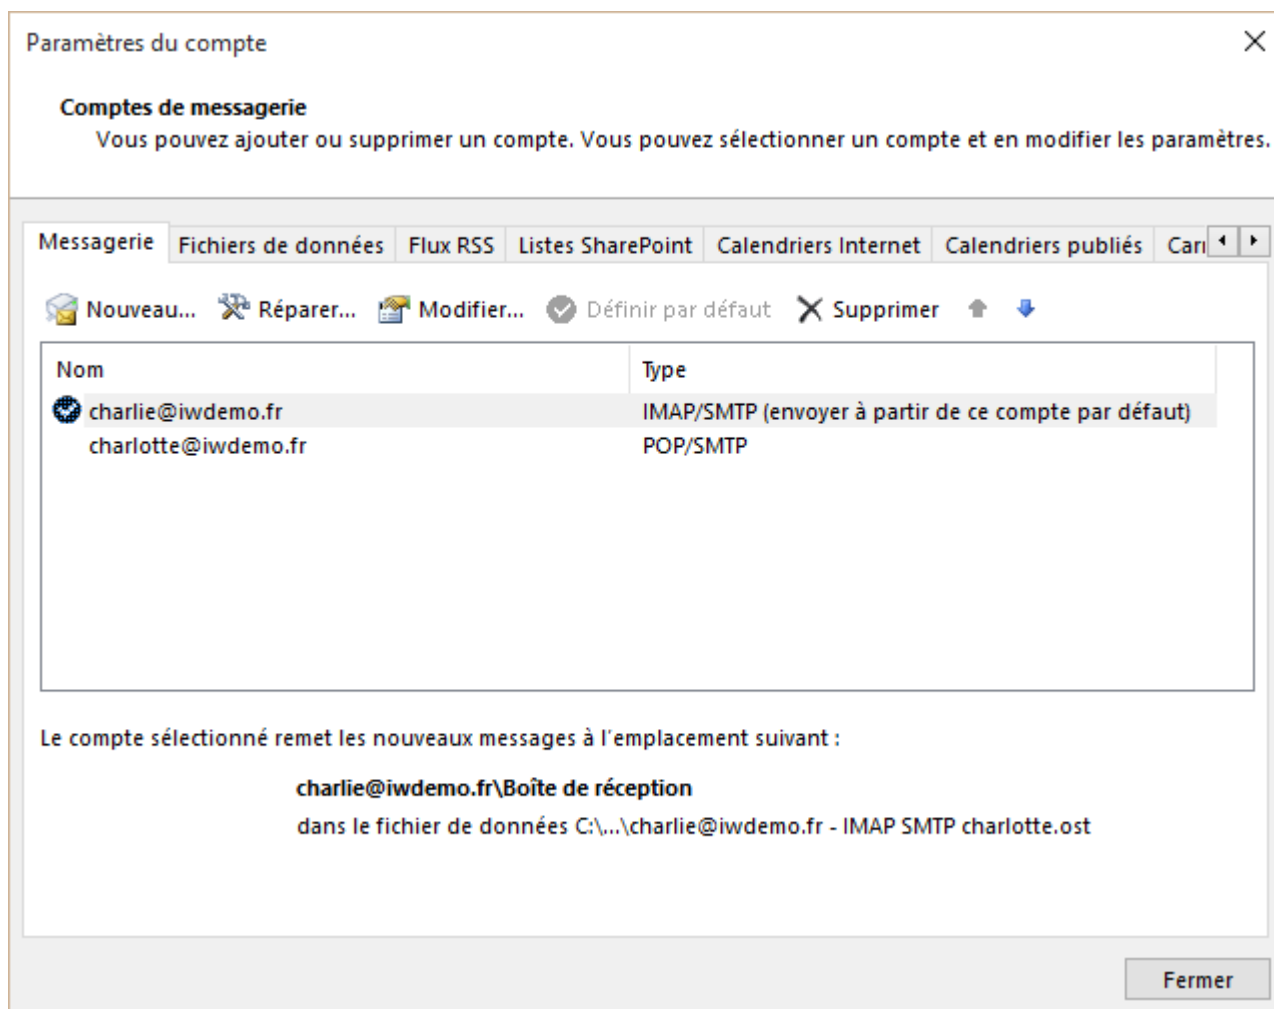 Paramètres du compte
Comptes de messagerie
Vous pouvez ajouter ou supprimer un compte. Vous pouvez sélectionner un compte et en modifier les paramètres.
Messagerie Fichiers de données Flux RSS Listes SharePoint Calendriers Internet Calendriers publiés
Nouveau... Réparer... Modifier... Définir par défaut Supprimer
Nom Type
charlie@iwdemo.fr IMAP/SMTP (envoyer à partir de ce compte par défaut)
charlotte@iwdemo.fr POP/SMTP
Le compte sélectionné remet les nouveaux messages à l'emplacement suivant :
charlie@iwdemo.fr\Boîte de réception
dans le fichier de données C:\...\charlie@iwdemo.fr - IMAP SMTP charlotte.ost
Fermer